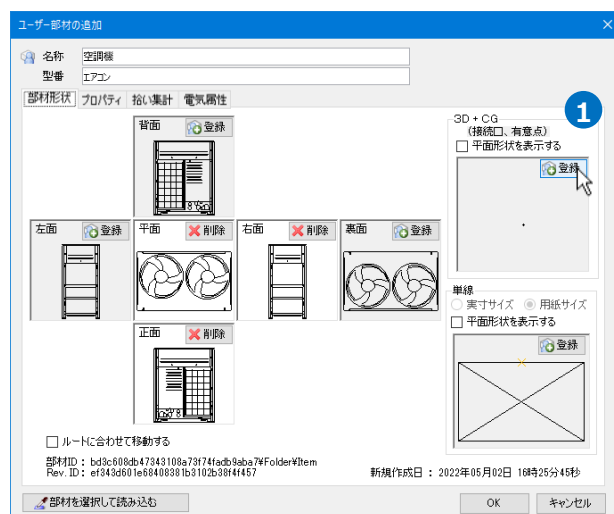 ユーザー部材の追加
名称 空調機
型番 エアコン
部材形状 プロパティ 拾い集計 電気属性
背面 登録
3D + CG
(接続口、有意点)
平面形状を表示する
登録
1
左面 登録 平面 削除 右面 削除 裏面 登録
単線
実寸サイズ 用紙サイズ
平面形状を表示する
登録
正面 削除
ルートに合わせて移動する
部材ID : bd3c608db47343108a73f74fadb9aba7¥Folder¥Item
Rev. ID : ef343d601e68408381b3102b38f4f457
新規作成日 : 2022年05月02日 16時25分45秒
部材を選択して読み込む OK キャンセル